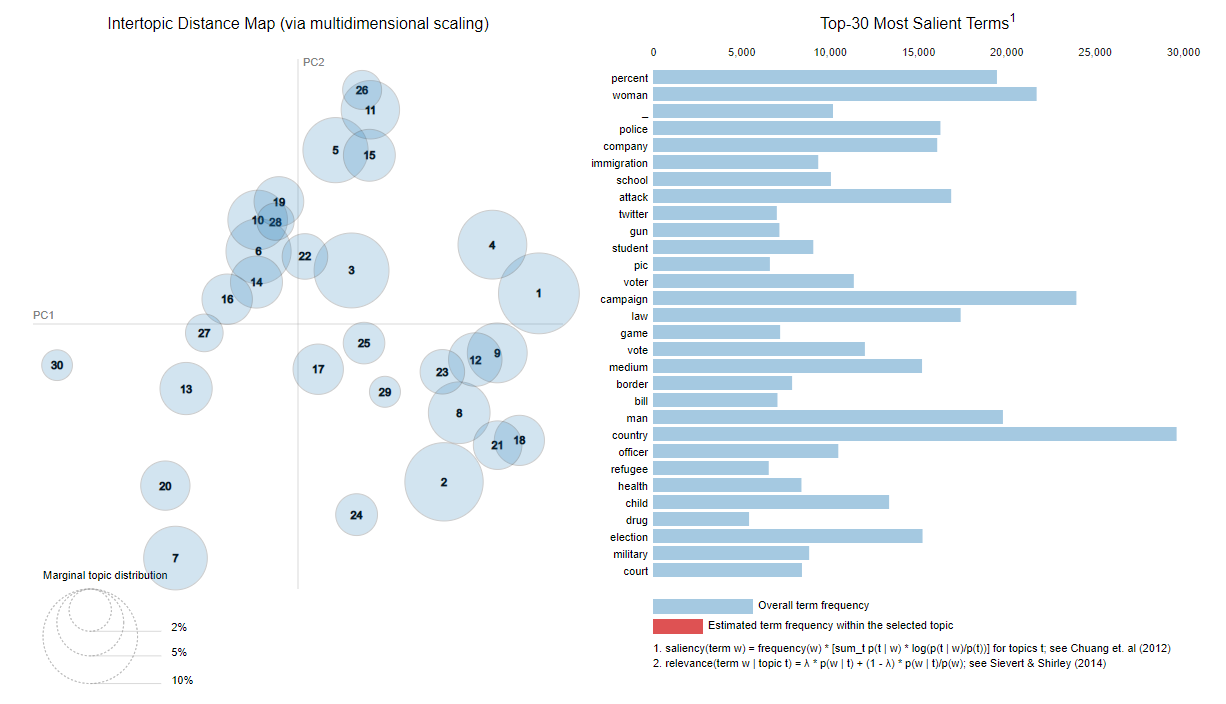 Intertopic Distance Map (via multidimensional scaling)
PC2
26
11
5
15
19
10
28
6
22
3
4
14
16
1
PC1
27
25
9
12
30
17
23
13
29
8
18
21
2
20
24
7
Marginal topic distribution
2%
5%
10%
Top-30 Most Salient Terms1
0 5,000 10,000 15,000 20,000 25,000 30,000
percent
woman
_
police
company
immigration
school
attack
twitter
gun
student
pic
voter
campaign
law
game
vote
medium
border
bill
man
country
officer
refugee
health
child
drug
election
military
court
Overall term frequency
Estimated term frequency within the selected topic
1. saliency(term w) = frequency(w) * [sum_t p(t | w) * log(p(t | w)/p(t))] for topics t; see Chuang et. al (2012)
2. relevance(term w | topic t) = λ * p(w | t) + (1 - λ) * p(w | t)/p(w); see Sievert & Shirley (2014)